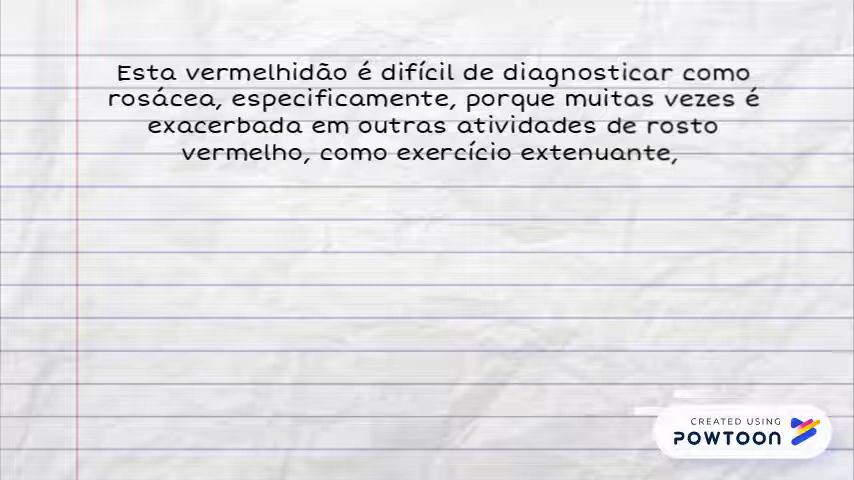 Esta vermelhidão é difícil de diagnosticar como
rosácea, especificamente, porque muitas vezes é
exacerbada em outras atividades de rosto
vermelho, como exercício extenuante,
CREATED USING
POWTOON